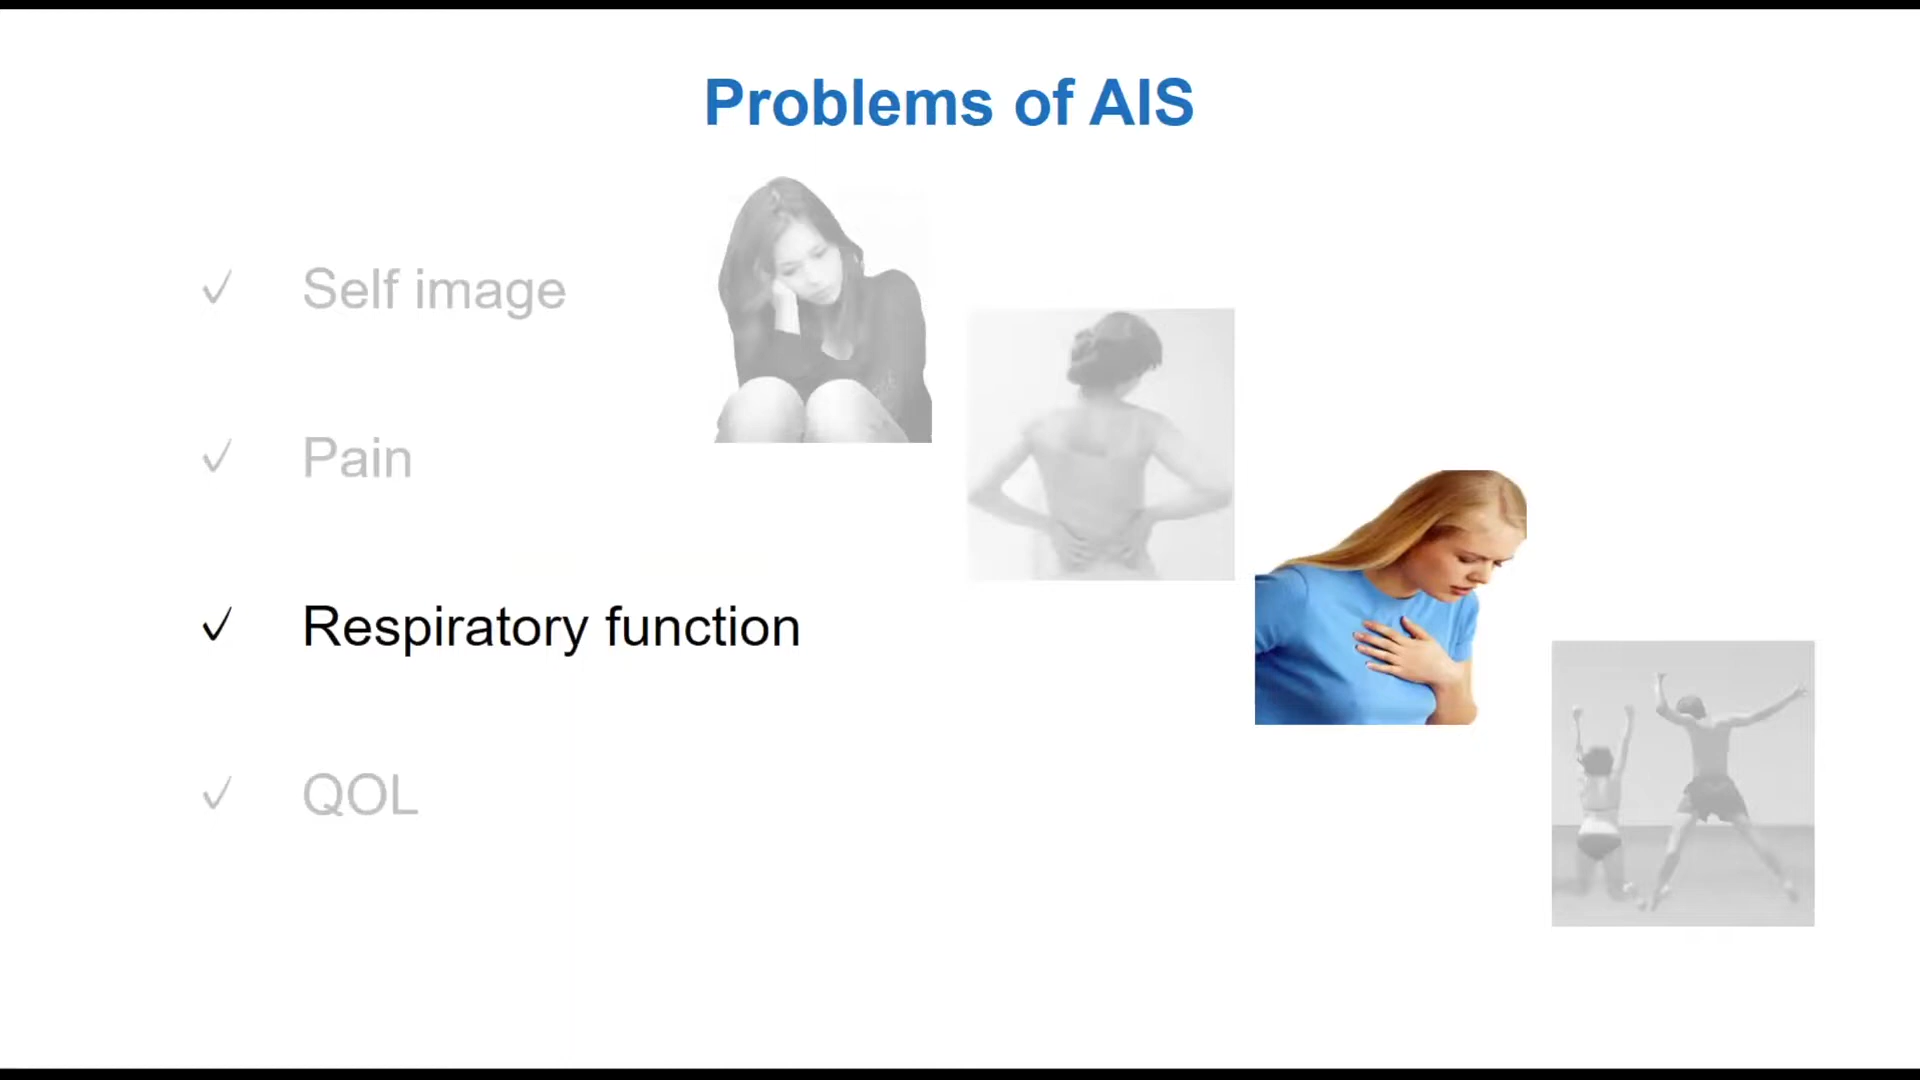 Problems of AIS
✓ Self image
✓ Pain
✓ Respiratory function
✓ QOL